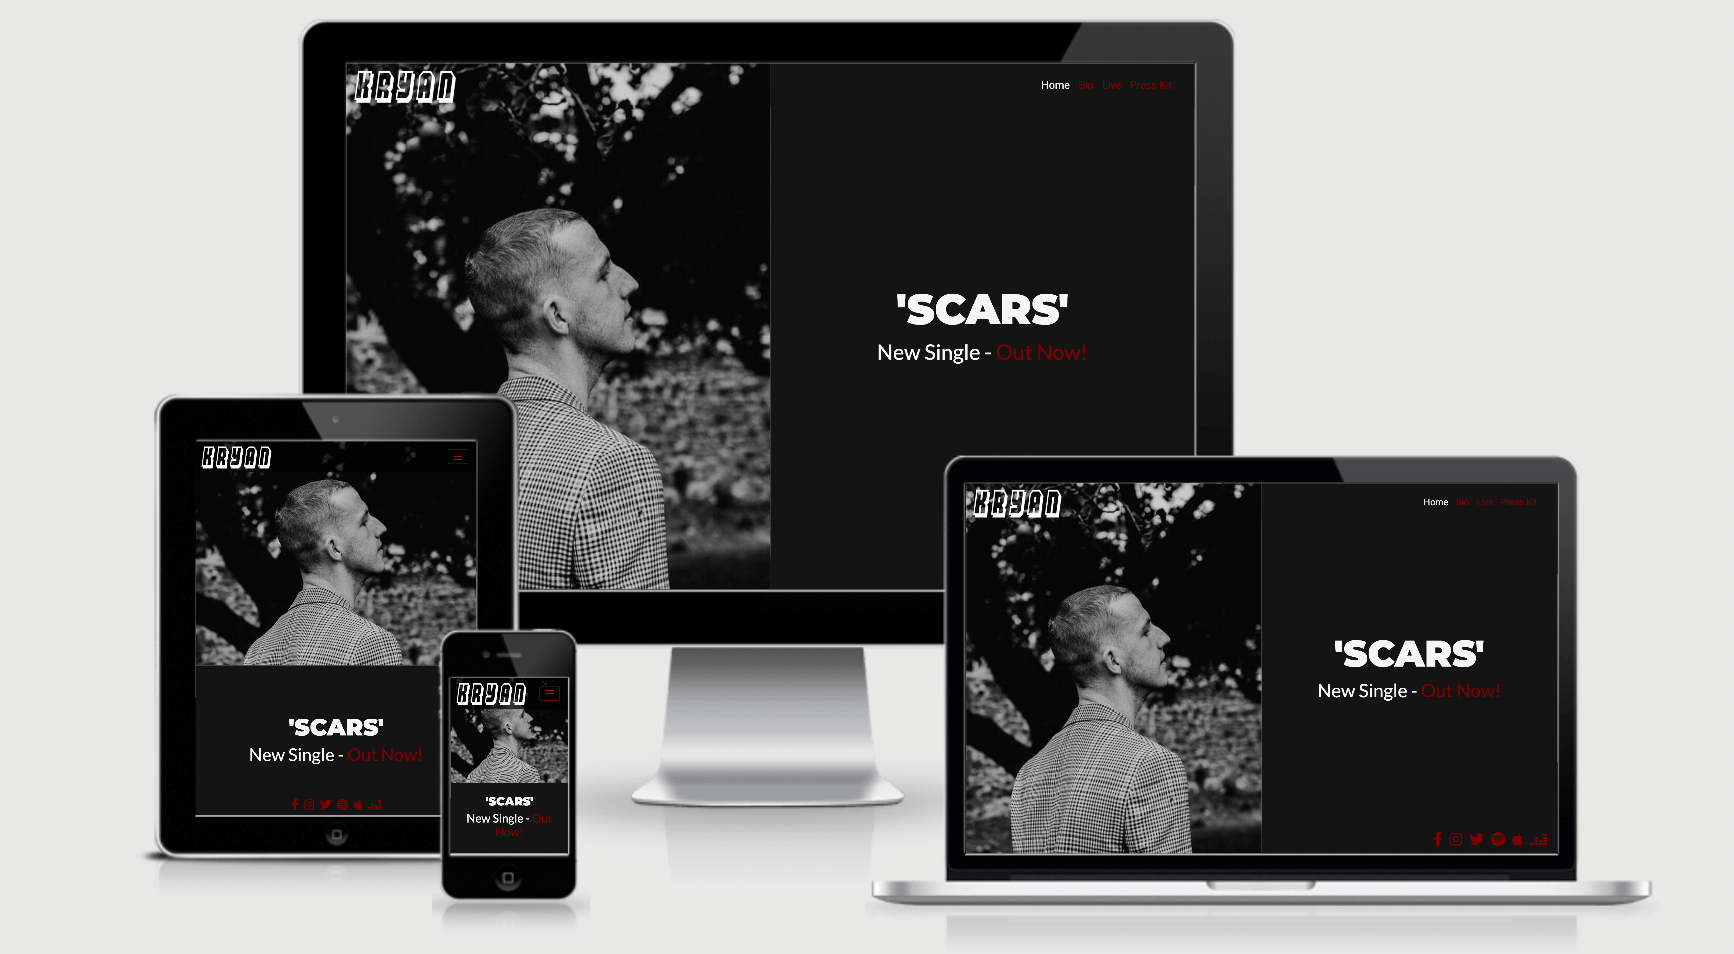 KRYAN
Home Bio Live Press Kit
'SCARS'
New Single - Out Now!
KRYAN
'SCARS'
New Single - Out Now!
KRYAN
'SCARS'
New Single - Out
Now!
KRYAN
Home Bio Live Press Kit
'SCARS'
New Single - Out Now!